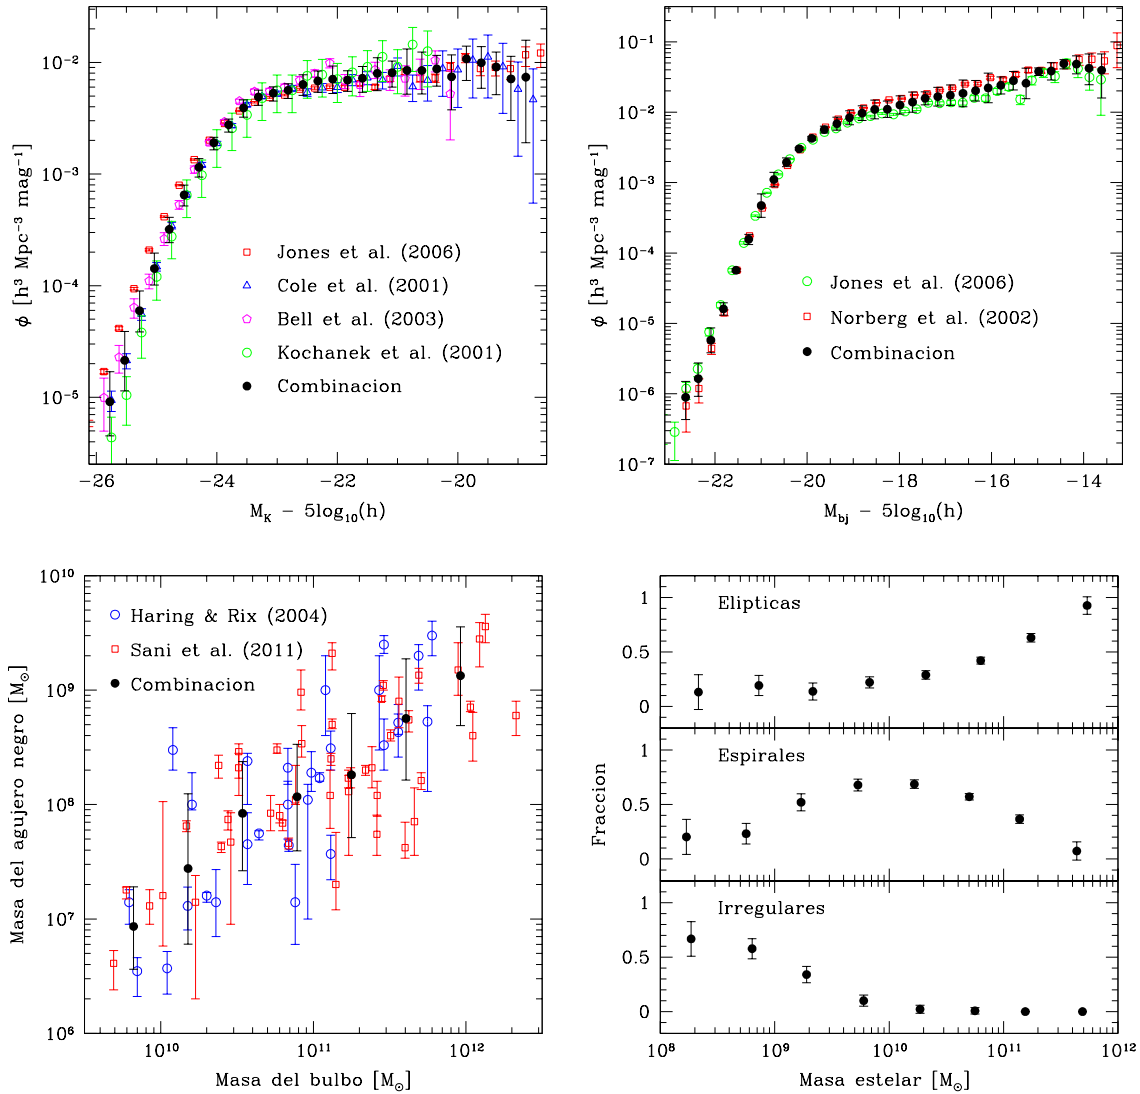 10⁻²
10⁻³
10⁻⁴
10⁻⁵
ϕ [h³ Mpc⁻³ mag⁻¹]
Jones et al. (2006)
Cole et al. (2001)
Bell et al. (2003)
Kochanek et al. (2001)
Combinacion
−26 −24 −22 −20
M_K − 5log₁₀(h)
10⁻¹
10⁻²
10⁻³
10⁻⁴
10⁻⁵
10⁻⁶
10⁻⁷
ϕ [h³ Mpc⁻³ mag⁻¹]
Jones et al. (2006)
Norberg et al. (2002)
Combinacion
−22 −20 −18 −16 −14
M_bj − 5log₁₀(h)
10¹⁰
10⁹
10⁸
10⁷
10⁶
Masa del agujero negro [M⊙]
Haring & Rix (2004)
Sani et al. (2011)
Combinacion
10¹⁰ 10¹¹ 10¹²
Masa del bulbo [M⊙]
Fraccion
Elipticas
1
0.5
0
Espirales
1
0.5
0
Irregulares
1
0.5
0
10⁸ 10⁹ 10¹⁰ 10¹¹ 10¹²
Masa estelar [M⊙]